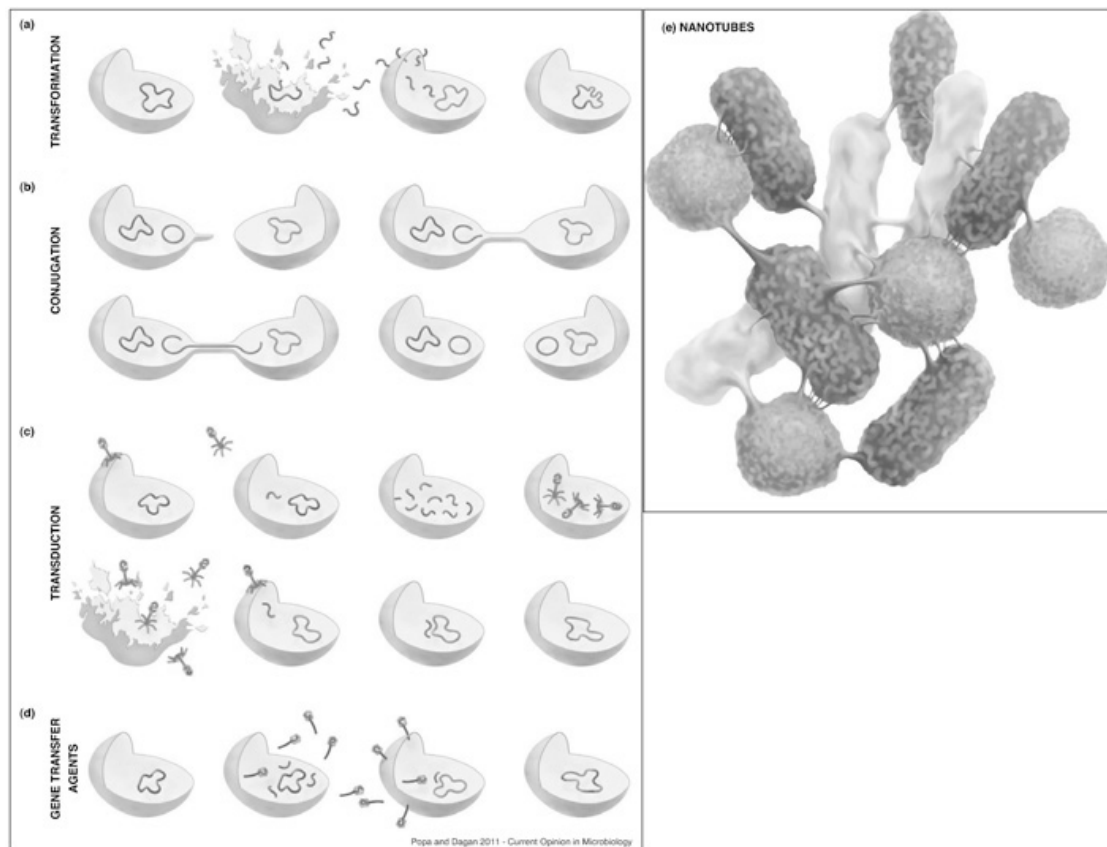 (a)
TRANSFORMATION
(b)
CONJUGATION
(c)
TRANSDUCTION
(d)
GENE TRANSFER
AGENTS
Popa and Dagan 2011 - Current Opinion in Microbiology
(e) NANOTUBES